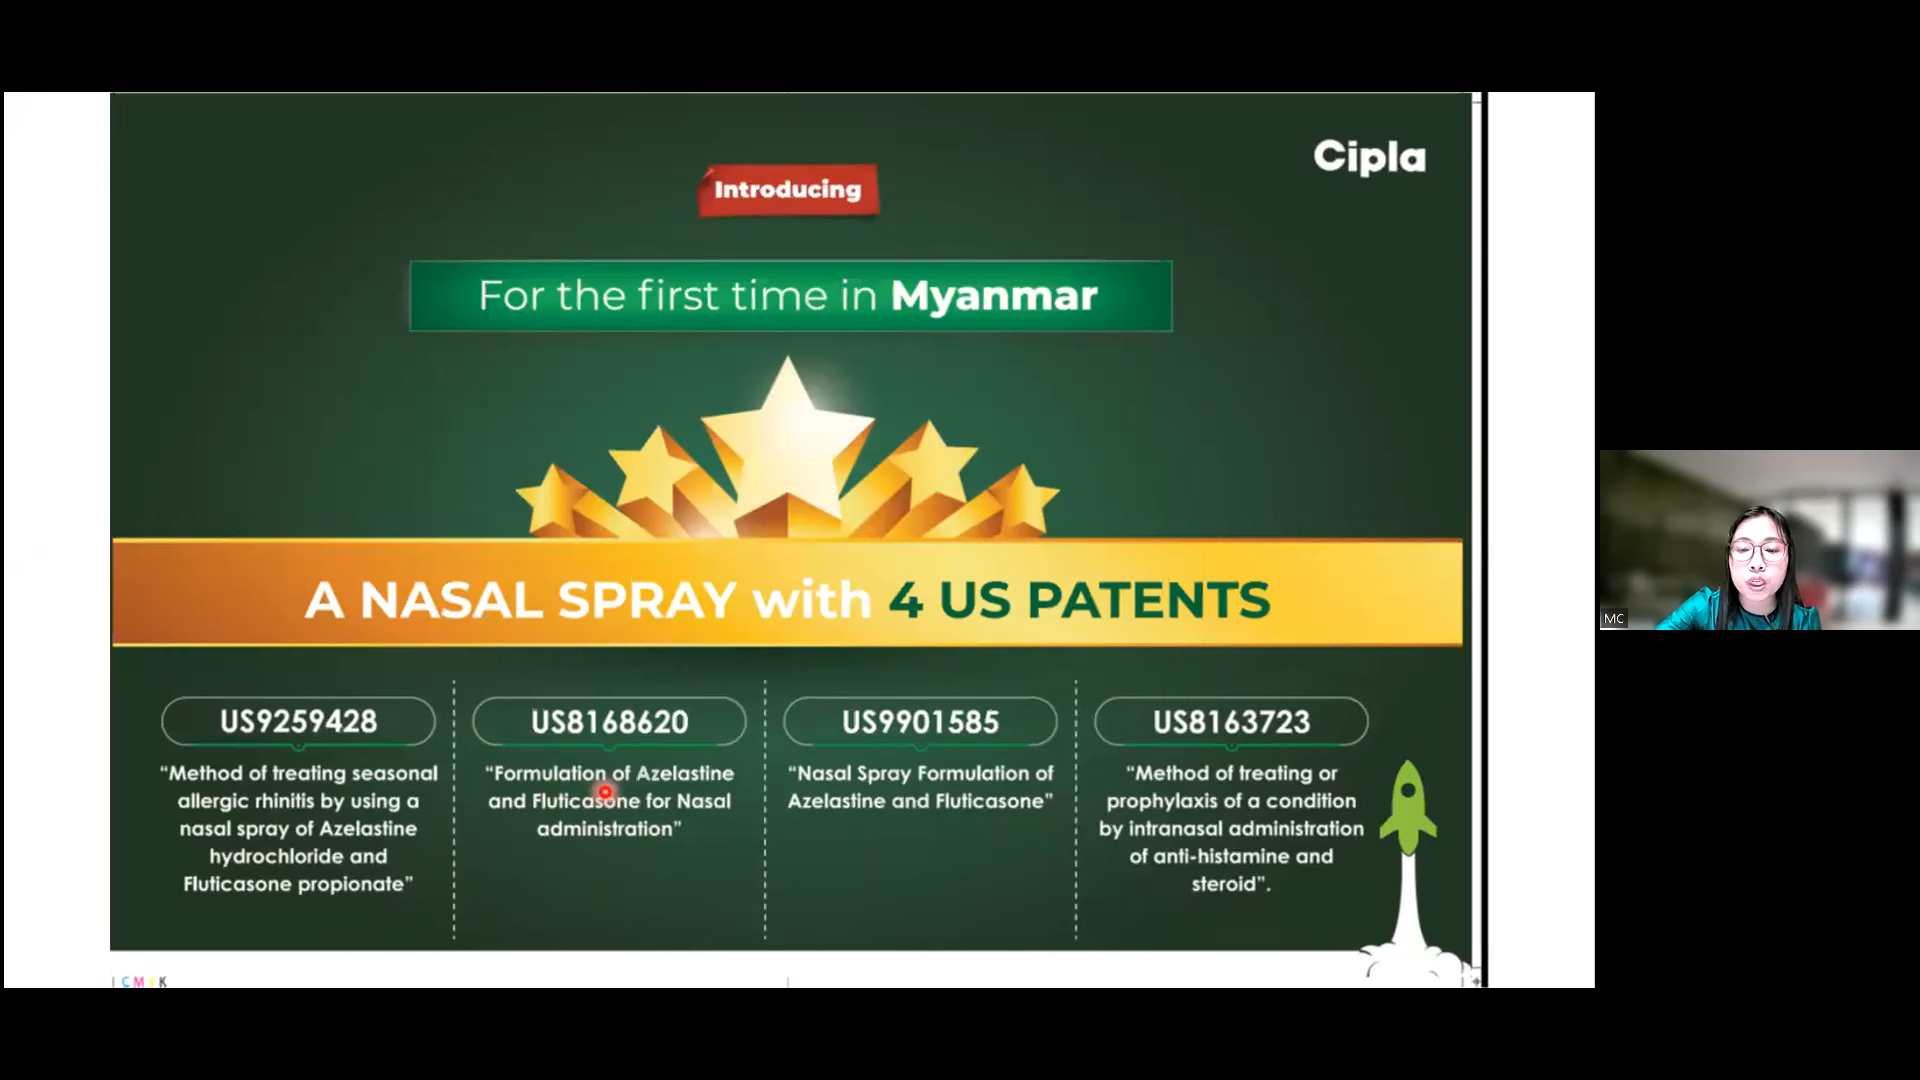 Cipla
Introducing
For the first time in Myanmar
A NASAL SPRAY with 4 US PATENTS
US9259428
“Method of treating seasonal
allergic rhinitis by using a
nasal spray of Azelastine
hydrochloride and
Fluticasone propionate”
US8168620
“Formulation of Azelastine
and Fluticasone for Nasal
administration”
US9901585
“Nasal Spray Formulation of
Azelastine and Fluticasone”
US8163723
“Method of treating or
prophylaxis of a condition
by intranasal administration
of anti-histamine and
steroid”.
CMYK
MC